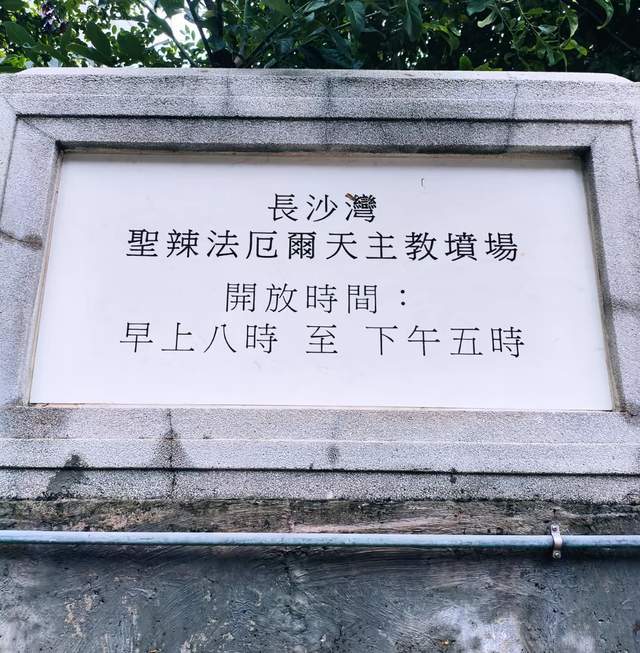 長沙灣
聖辣法厄爾天主教墳場
開放時間：
早上八時 至 下午五時